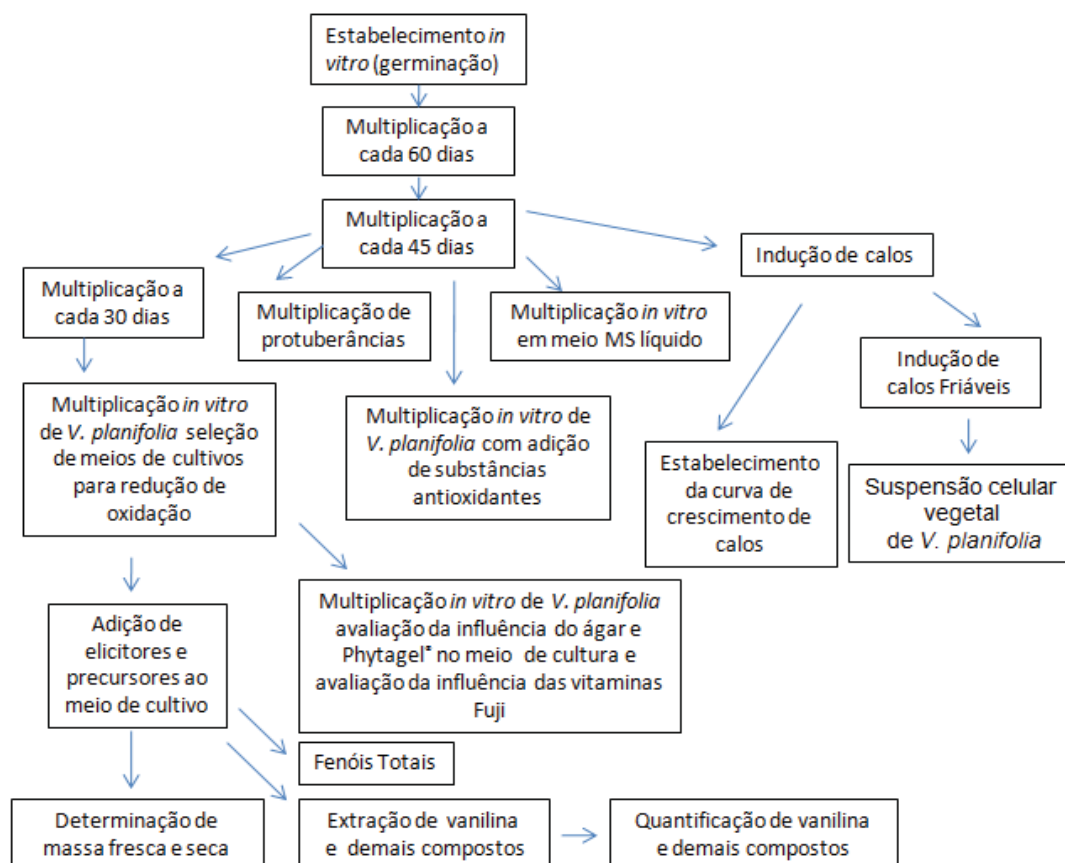 Estabelecimento in
vitro (germinação)
Multiplicação a
cada 60 dias
Multiplicação a
cada 45 dias
Indução de calos
Multiplicação a
cada 30 dias
Multiplicação de
protuberâncias
Multiplicação in vitro
em meio MS líquido
Indução de
calos Friáveis
Multiplicação in vitro
de V. planifolia seleção
de meios de cultivos
para redução de
oxidação
Multiplicação in vitro de
V. planifolia com adição
de substâncias
antioxidantes
Estabelecimento
da curva de
crescimento de
calos
Suspensão celular
vegetal
de V. planifolia
Adição de
elicitores e
precursores ao
meio de cultivo
Multiplicação in vitro de V. planifolia
avaliação da influência do ágar e
Phytagel® no meio de cultura e
avaliação da influência das vitaminas
Fuji
Fenóis Totais
Determinação de
massa fresca e seca
Extração de vanilina
e demais compostos
Quantificação de vanilina
e demais compostos